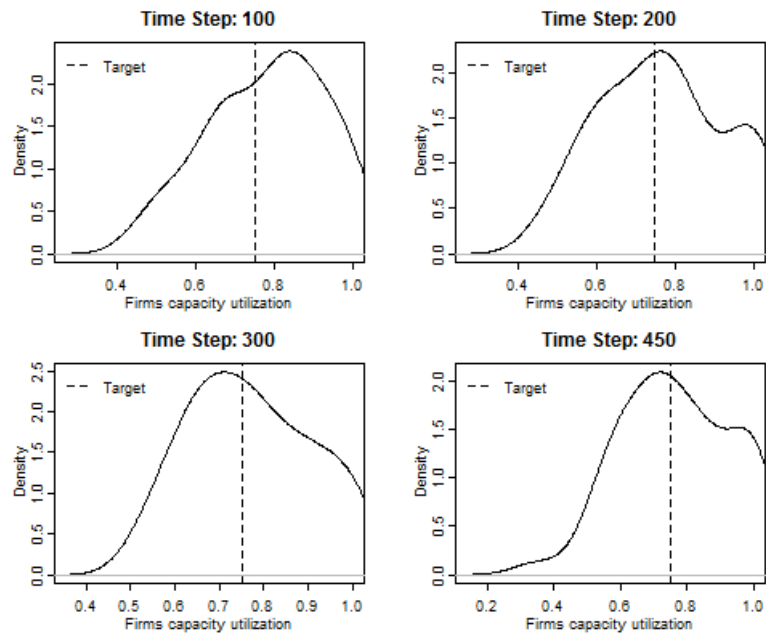 Time Step: 100
Target
Density
0.0 0.5 1.0 1.5 2.0
0.4 0.6 0.8 1.0
Firms capacity utilization
Time Step: 200
Target
Density
0.0 0.5 1.0 1.5 2.0
0.4 0.6 0.8 1.0
Firms capacity utilization
Time Step: 300
Target
Density
0.0 0.5 1.0 1.5 2.0 2.5
0.4 0.5 0.6 0.7 0.8 0.9 1.0
Firms capacity utilization
Time Step: 450
Target
Density
0.0 0.5 1.0 1.5 2.0
0.2 0.4 0.6 0.8 1.0
Firms capacity utilization